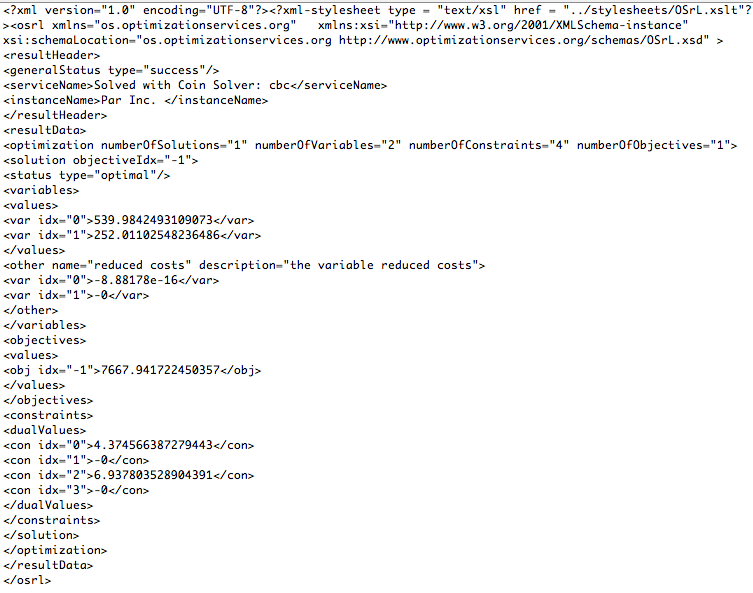 <?xml version="1.0" encoding="UTF-8"?><?xml-stylesheet type = "text/xsl" href = "../stylesheets/OSrL.xslt"?
><osrl xmlns="os.optimizationservices.org"   xmlns:xsi="http://www.w3.org/2001/XMLSchema-instance"
xsi:schemaLocation="os.optimizationservices.org http://www.optimizationservices.org/schemas/OSrL.xsd" >
<resultHeader>
<generalStatus type="success"/>
<serviceName>Solved with Coin Solver: cbc</serviceName>
<instanceName>Par Inc. </instanceName>
</resultHeader>
<resultData>
<optimization numberOfSolutions="1" numberOfVariables="2" numberOfConstraints="4" numberOfObjectives="1">
<solution objectiveIdx="-1">
<status type="optimal"/>
<variables>
<values>
<var idx="0">539.9842493109073</var>
<var idx="1">252.01102548236486</var>
</values>
<other name="reduced costs" description="the variable reduced costs">
<var idx="0">-8.88178e-16</var>
<var idx="1">-0</var>
</other>
</variables>
<objectives>
<values>
<obj idx="-1">7667.941722450357</obj>
</values>
</objectives>
<constraints>
<dualValues>
<con idx="0">4.374566387279443</con>
<con idx="1">-0</con>
<con idx="2">6.937803528904391</con>
<con idx="3">-0</con>
</dualValues>
</constraints>
</solution>
</optimization>
</resultData>
</osrl>